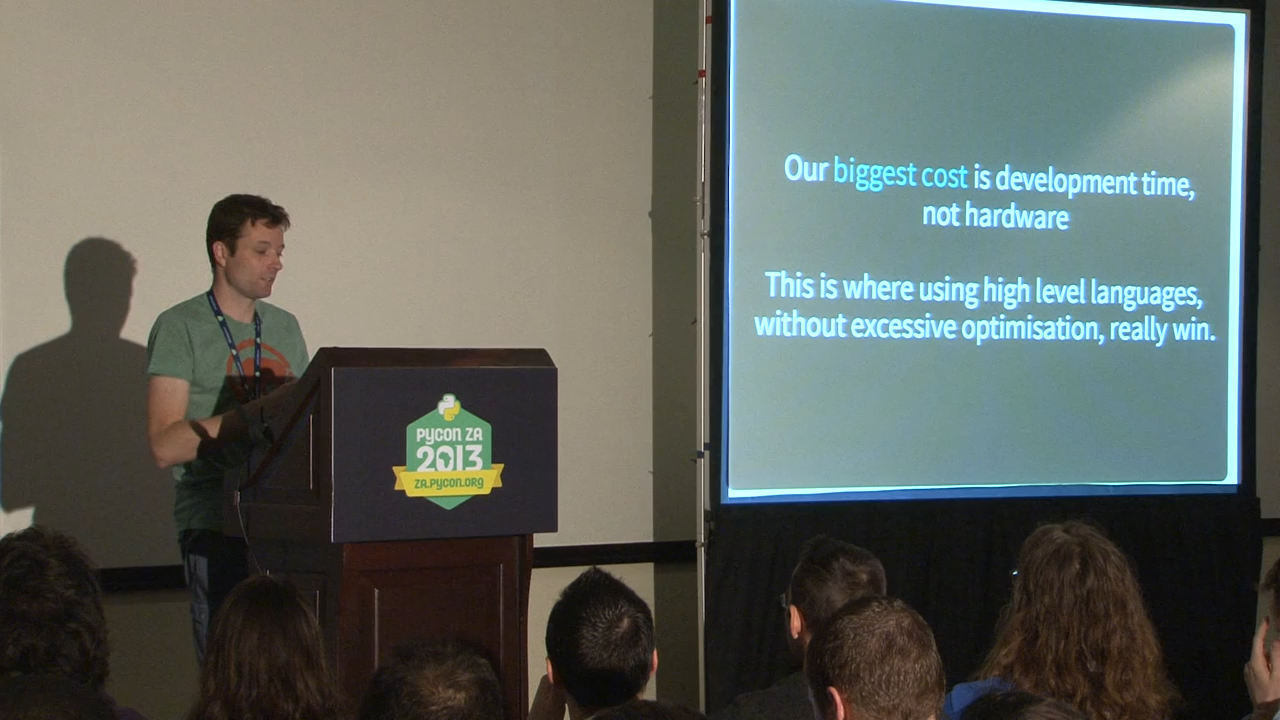 Our biggest cost is development time,
not hardware
This is where using high level languages,
without excessive optimisation, really win.
PYCON ZA
2013
ZA.PYCON.ORG